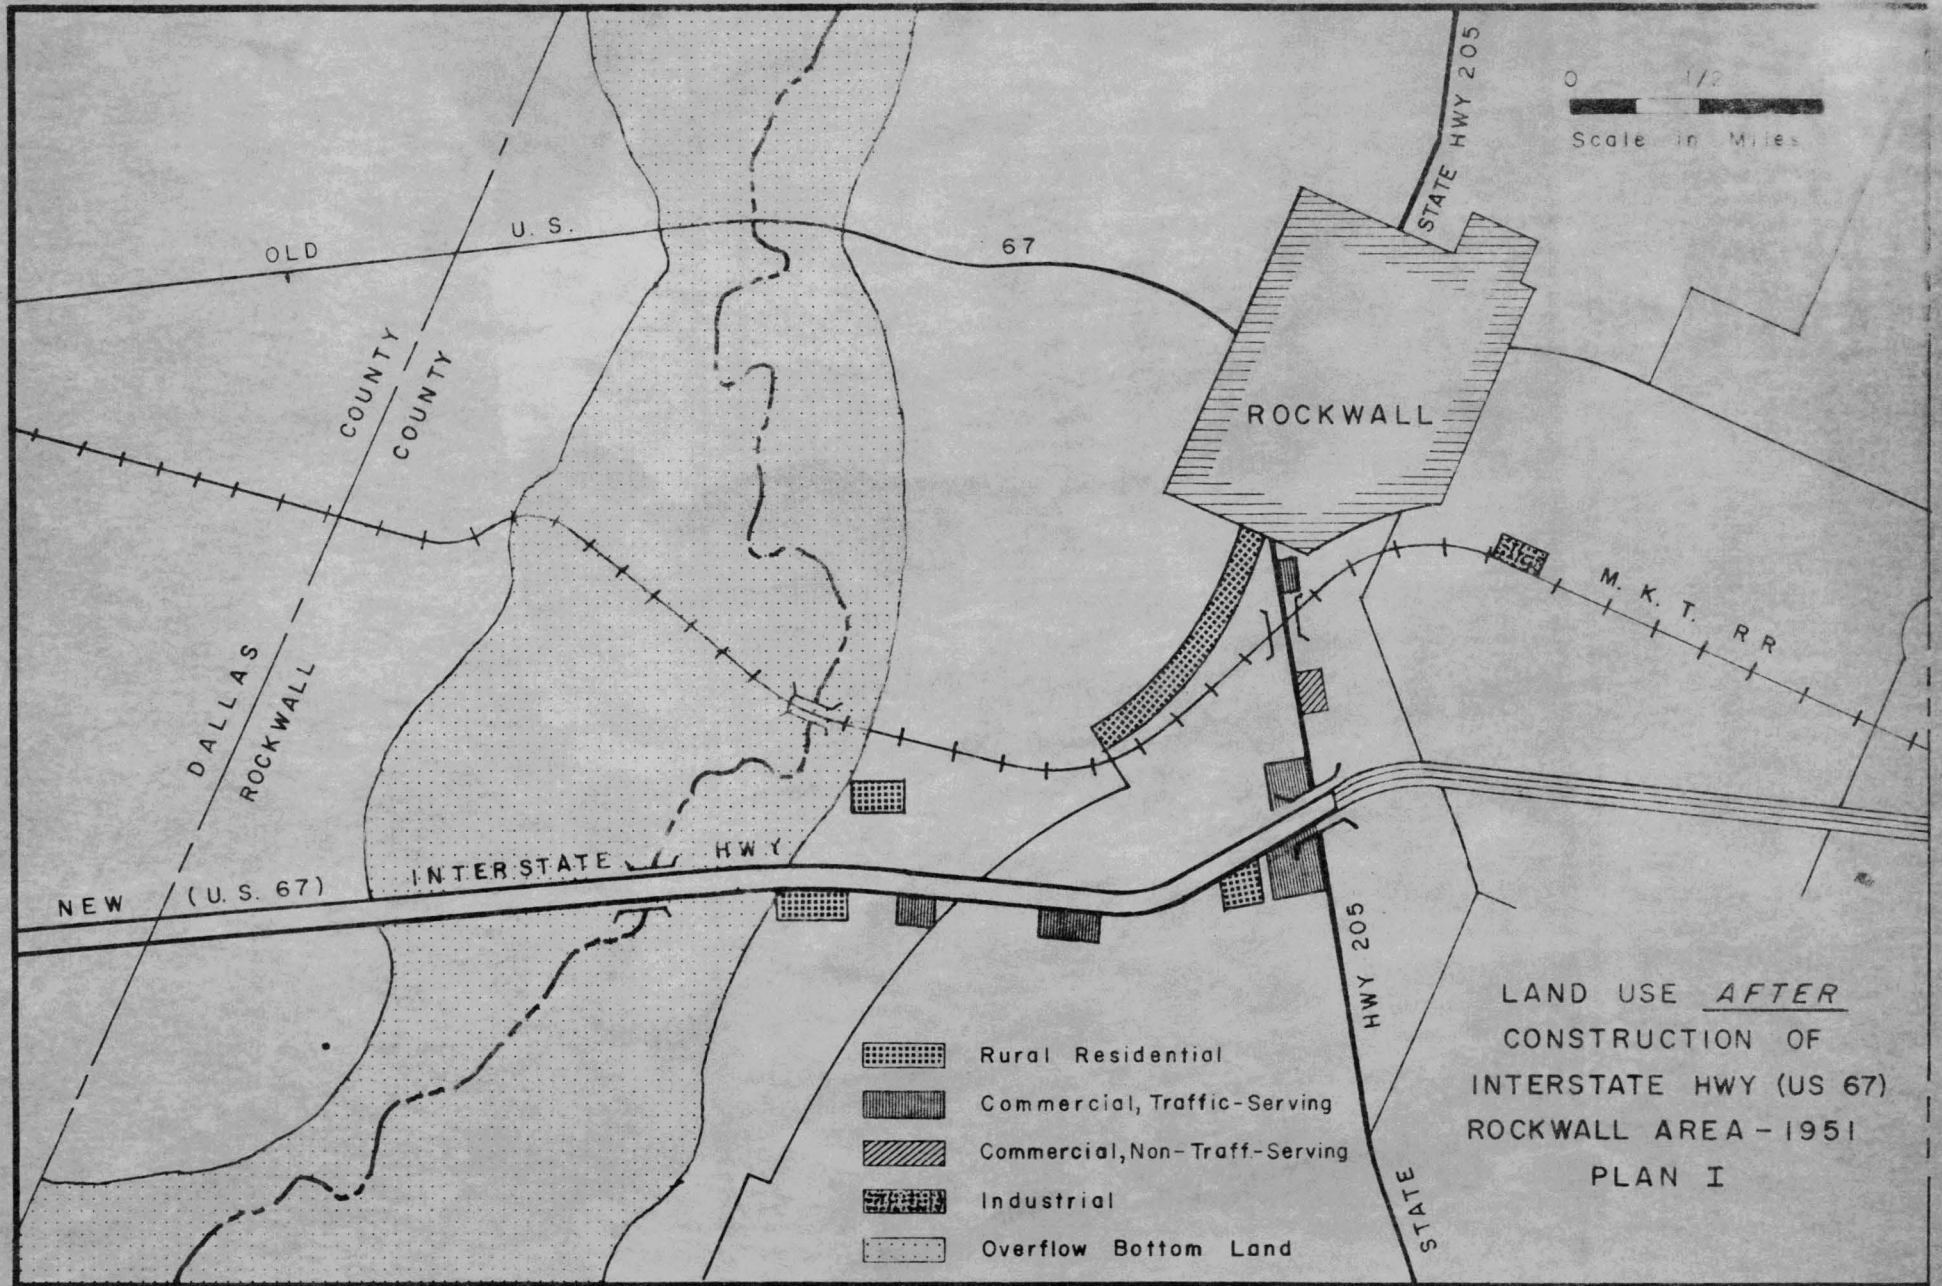 0 1/2
Scale in Miles
STATE HWY 205
OLD U. S. 67
COUNTY
COUNTY
ROCKWALL
M. K. T. RR
DALLAS
ROCKWALL
NEW (U. S. 67) INTERSTATE HWY
STATE HWY 205
Rural Residential
Commercial, Traffic-Serving
Commercial, Non-Traff.-Serving
Industrial
Overflow Bottom Land
LAND USE AFTER
CONSTRUCTION OF
INTERSTATE HWY (US 67)
ROCKWALL AREA - 1951
PLAN I